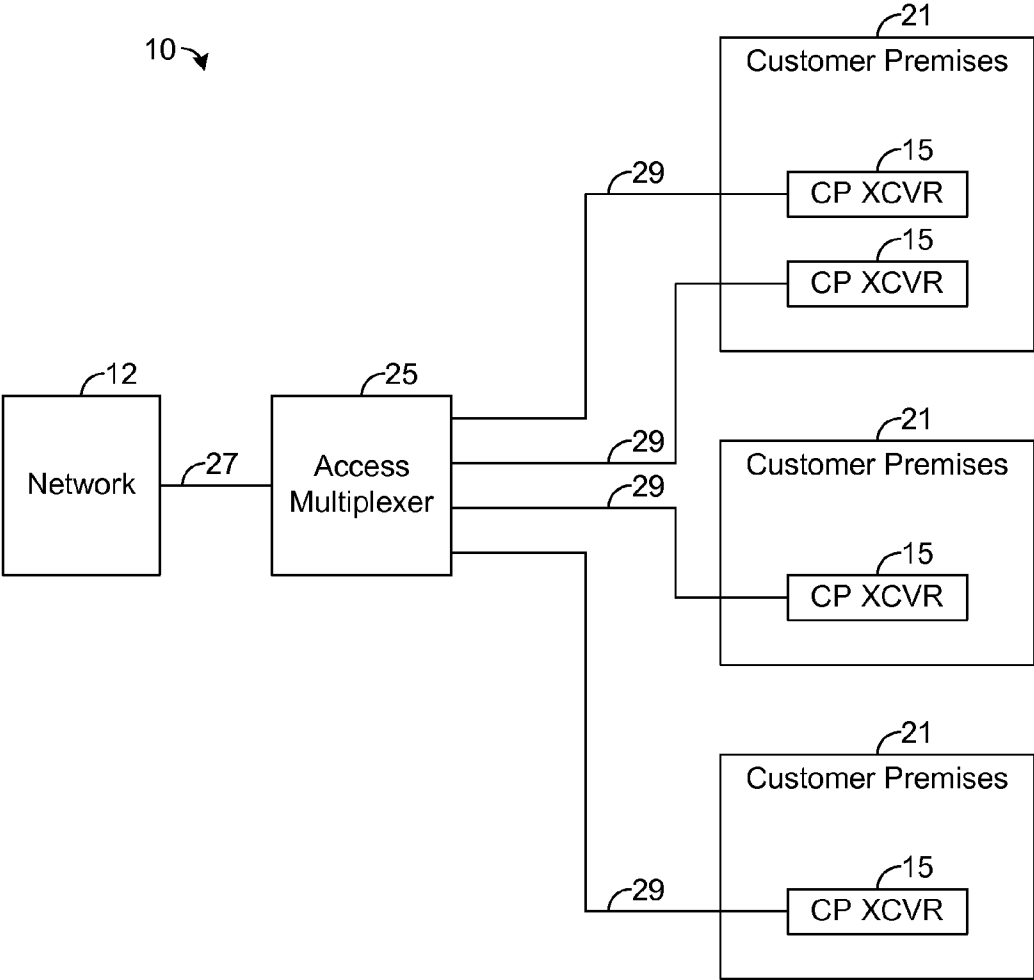 10
21
Customer Premises
15
CP XCVR
29
15
CP XCVR
12
Network
27
25
Access
Multiplexer
29
29
21
Customer Premises
15
CP XCVR
21
Customer Premises
15
CP XCVR
29